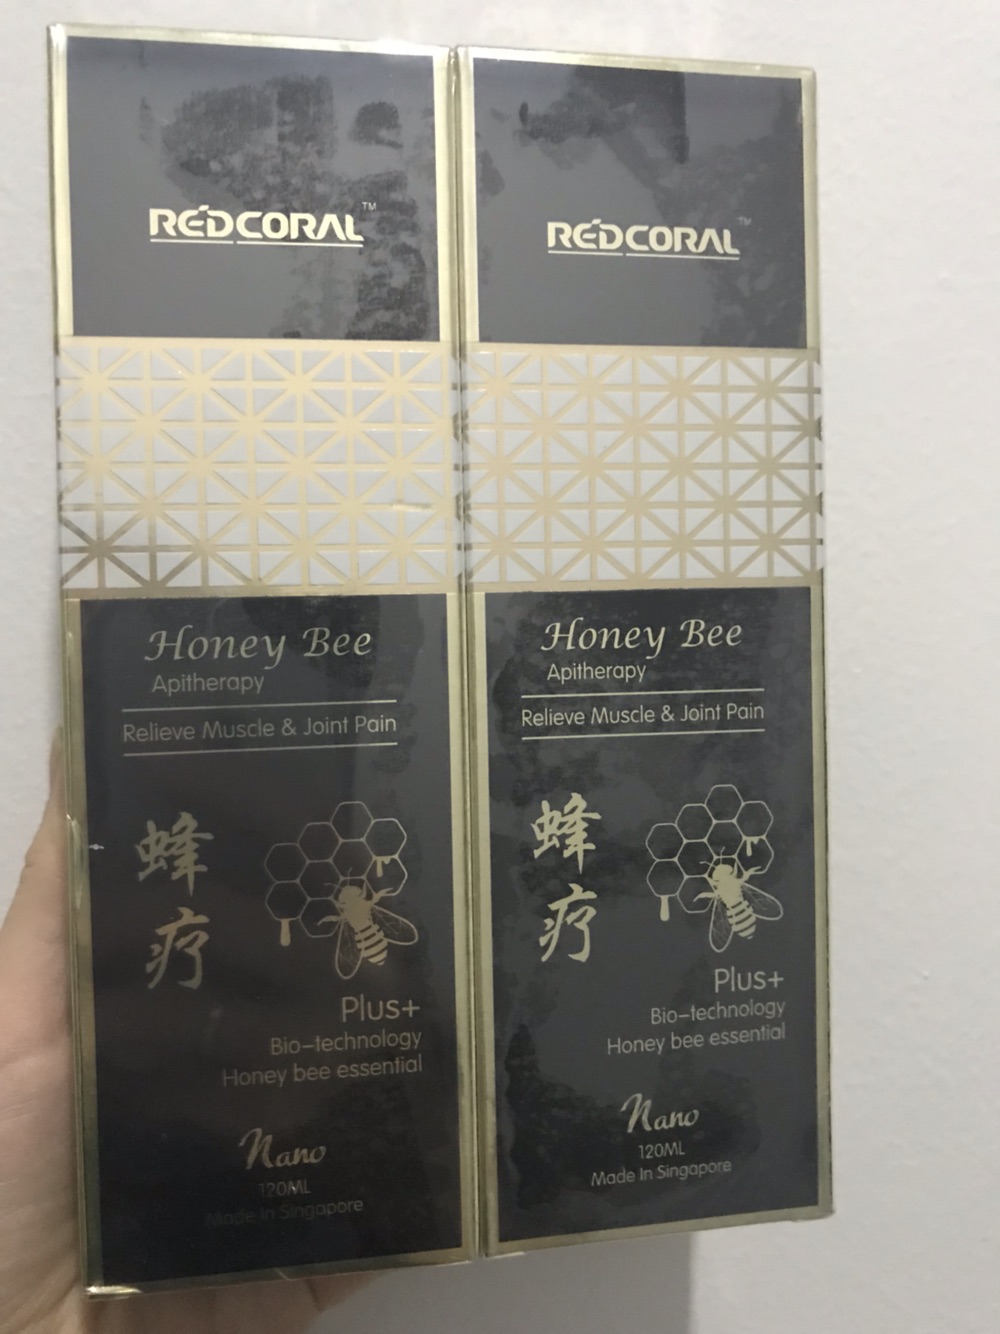 RÉDCORAL™
Honey Bee
Apitherapy
Relieve Muscle & Joint Pain
蜂
疗
Plus+
Bio-technology
Honey bee essential
Nano
120ML
Made In Singapore
RÉDCORAL™
Honey Bee
Apitherapy
Relieve Muscle & Joint Pain
蜂
疗
Plus+
Bio-technology
Honey bee essential
Nano
120ML
Made In Singapore